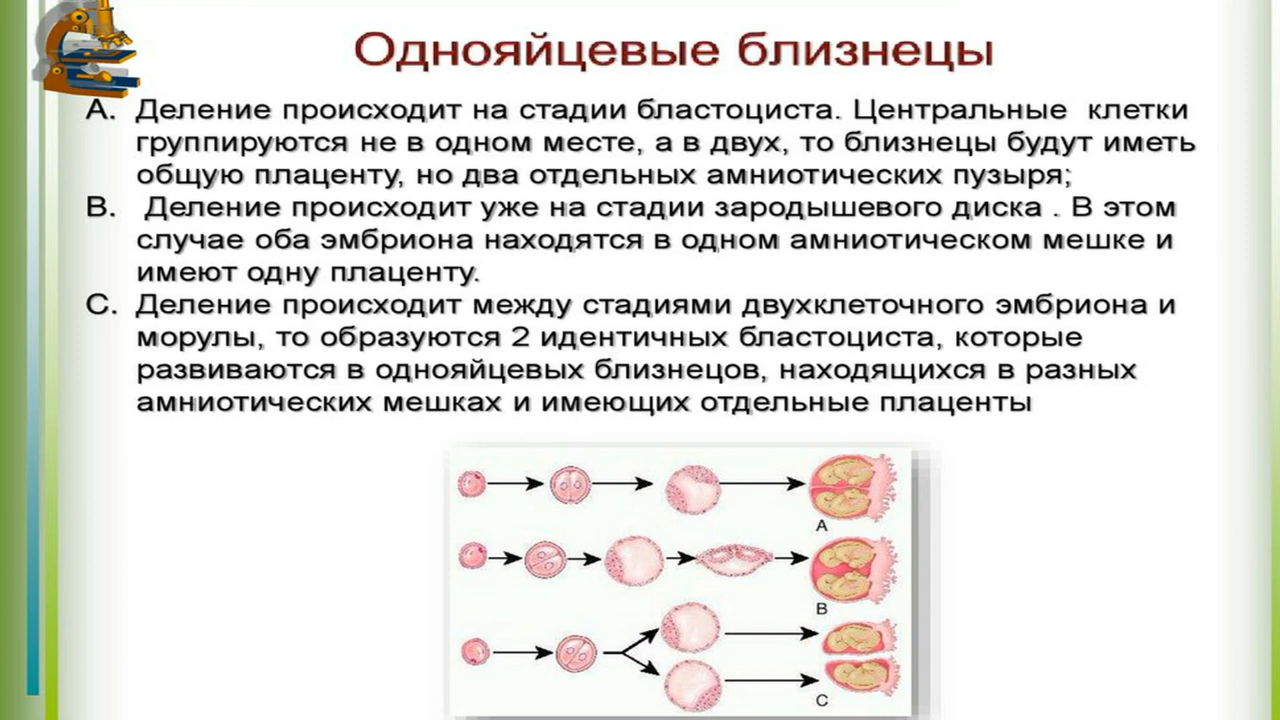 Однояйцевые близнецы
A. Деление происходит на стадии бластоциста. Центральные клетки
группируются не в одном месте, а в двух, то близнецы будут иметь
общую плаценту, но два отдельных амниотических пузыря;
B. Деление происходит уже на стадии зародышевого диска . В этом
случае оба эмбриона находятся в одном амниотическом мешке и
имеют одну плаценту.
C. Деление происходит между стадиями двухклеточного эмбриона и
морулы, то образуются 2 идентичных бластоциста, которые
развиваются в однояйцевых близнецов, находящихся в разных
амниотических мешках и имеющих отдельные плаценты
A
B
C